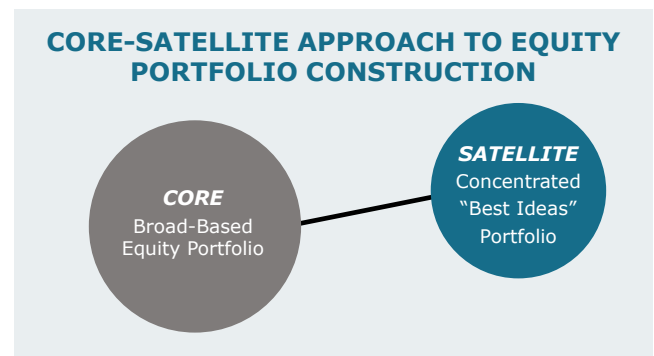 CORE-SATELLITE APPROACH TO EQUITY
PORTFOLIO CONSTRUCTION
CORE
Broad-Based
Equity Portfolio
SATELLITE
Concentrated
“Best Ideas”
Portfolio